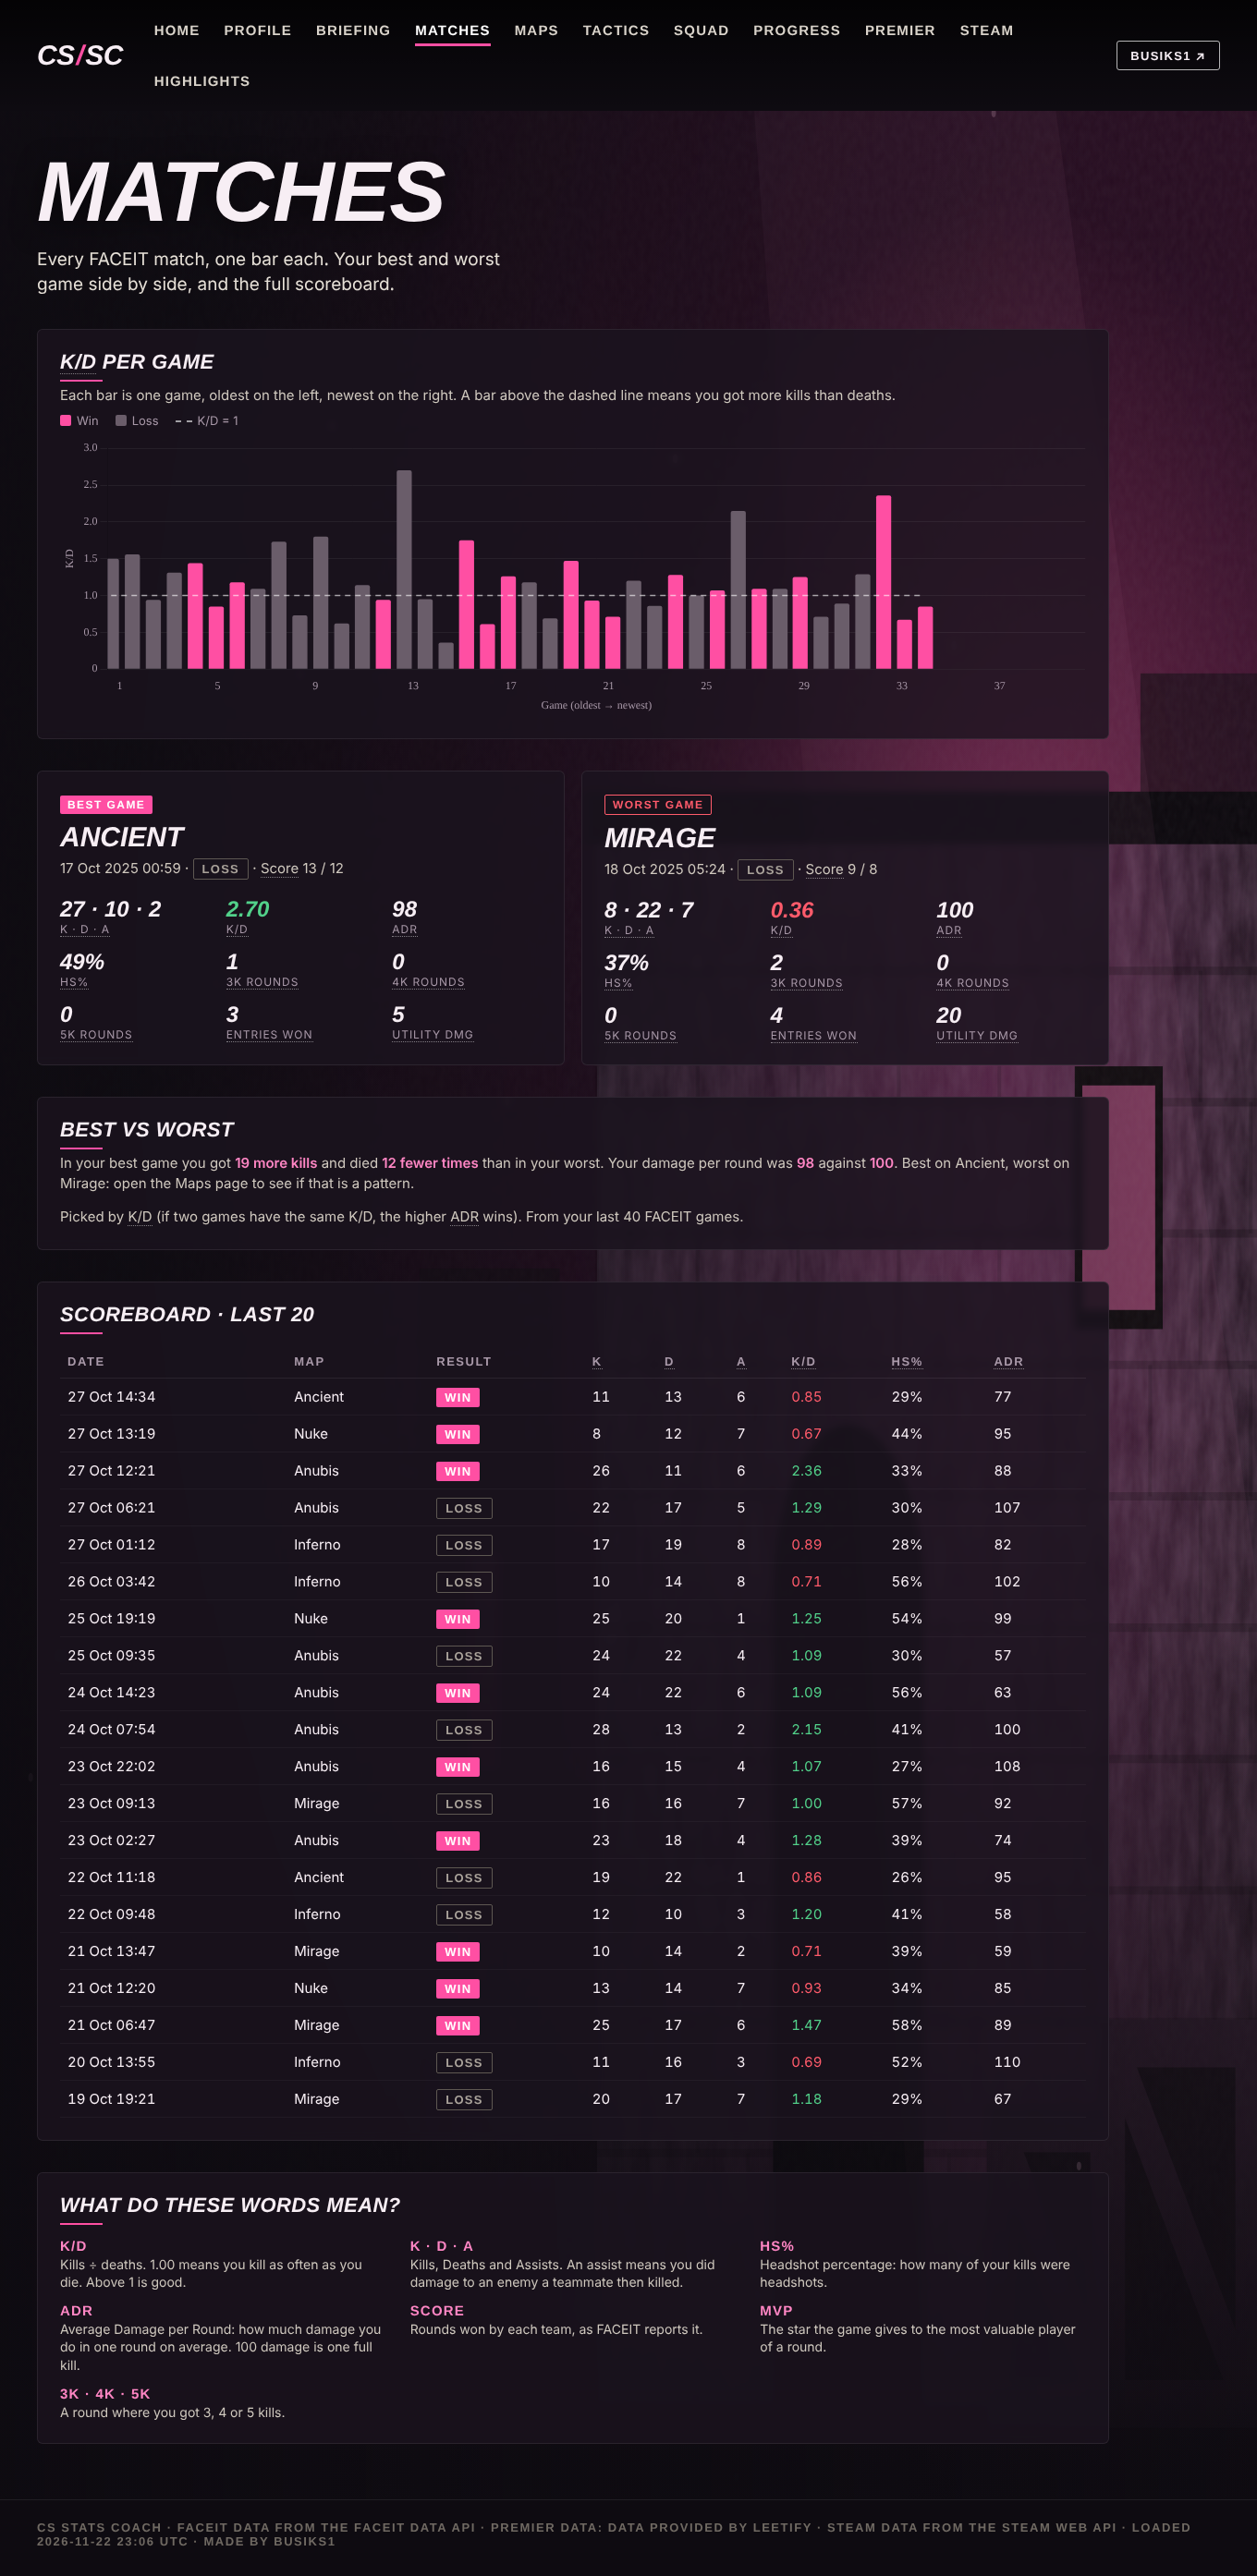 CS/SC
HOME PROFILE BRIEFING MATCHES MAPS TACTICS SQUAD PROGRESS PREMIER STEAM
HIGHLIGHTS
BUSIKS1 ↗
MATCHES
Every FACEIT match, one bar each. Your best and worst
game side by side, and the full scoreboard.
K/D PER GAME
Each bar is one game, oldest on the left, newest on the right. A bar above the dashed line means you got more kills than deaths.
Win Loss K/D = 1
3.0
2.5
2.0
1.5
1.0
0.5
0
K/D
1 5 9 13 17 21 25 29 33 37
Game (oldest → newest)
BEST GAME
ANCIENT
17 Oct 2025 00:59 · LOSS · Score 13 / 12
27 · 10 · 2 2.70 98
K · D · A K/D ADR
49% 1 0
HS% 3K ROUNDS 4K ROUNDS
0 3 5
5K ROUNDS ENTRIES WON UTILITY DMG
WORST GAME
MIRAGE
18 Oct 2025 05:24 · LOSS · Score 9 / 8
8 · 22 · 7 0.36 100
K · D · A K/D ADR
37% 2 0
HS% 3K ROUNDS 4K ROUNDS
0 4 20
5K ROUNDS ENTRIES WON UTILITY DMG
BEST VS WORST
In your best game you got 19 more kills and died 12 fewer times than in your worst. Your damage per round was 98 against 100. Best on Ancient, worst on
Mirage: open the Maps page to see if that is a pattern.
Picked by K/D (if two games have the same K/D, the higher ADR wins). From your last 40 FACEIT games.
SCOREBOARD · LAST 20
DATE MAP RESULT K D A K/D HS% ADR
27 Oct 14:34 Ancient WIN 11 13 6 0.85 29% 77
27 Oct 13:19 Nuke WIN 8 12 7 0.67 44% 95
27 Oct 12:21 Anubis WIN 26 11 6 2.36 33% 88
27 Oct 06:21 Anubis LOSS 22 17 5 1.29 30% 107
27 Oct 01:12 Inferno LOSS 17 19 8 0.89 28% 82
26 Oct 03:42 Inferno LOSS 10 14 8 0.71 56% 102
25 Oct 19:19 Nuke WIN 25 20 1 1.25 54% 99
25 Oct 09:35 Anubis LOSS 24 22 4 1.09 30% 57
24 Oct 14:23 Anubis WIN 24 22 6 1.09 56% 63
24 Oct 07:54 Anubis LOSS 28 13 2 2.15 41% 100
23 Oct 22:02 Anubis WIN 16 15 4 1.07 27% 108
23 Oct 09:13 Mirage LOSS 16 16 7 1.00 57% 92
23 Oct 02:27 Anubis WIN 23 18 4 1.28 39% 74
22 Oct 11:18 Ancient LOSS 19 22 1 0.86 26% 95
22 Oct 09:48 Inferno LOSS 12 10 3 1.20 41% 58
21 Oct 13:47 Mirage WIN 10 14 2 0.71 39% 59
21 Oct 12:20 Nuke WIN 13 14 7 0.93 34% 85
21 Oct 06:47 Mirage WIN 25 17 6 1.47 58% 89
20 Oct 13:55 Inferno LOSS 11 16 3 0.69 52% 110
19 Oct 19:21 Mirage LOSS 20 17 7 1.18 29% 67
WHAT DO THESE WORDS MEAN?
K/D
Kills ÷ deaths. 1.00 means you kill as often as you
die. Above 1 is good.
K · D · A
Kills, Deaths and Assists. An assist means you did
damage to an enemy a teammate then killed.
HS%
Headshot percentage: how many of your kills were
headshots.
ADR
Average Damage per Round: how much damage you
do in one round on average. 100 damage is one full
kill.
SCORE
Rounds won by each team, as FACEIT reports it.
MVP
The star the game gives to the most valuable player
of a round.
3K · 4K · 5K
A round where you got 3, 4 or 5 kills.
CS STATS COACH · FACEIT DATA FROM THE FACEIT DATA API · PREMIER DATA: DATA PROVIDED BY LEETIFY · STEAM DATA FROM THE STEAM WEB API · LOADED
2026-11-22 23:06 UTC · MADE BY BUSIKS1